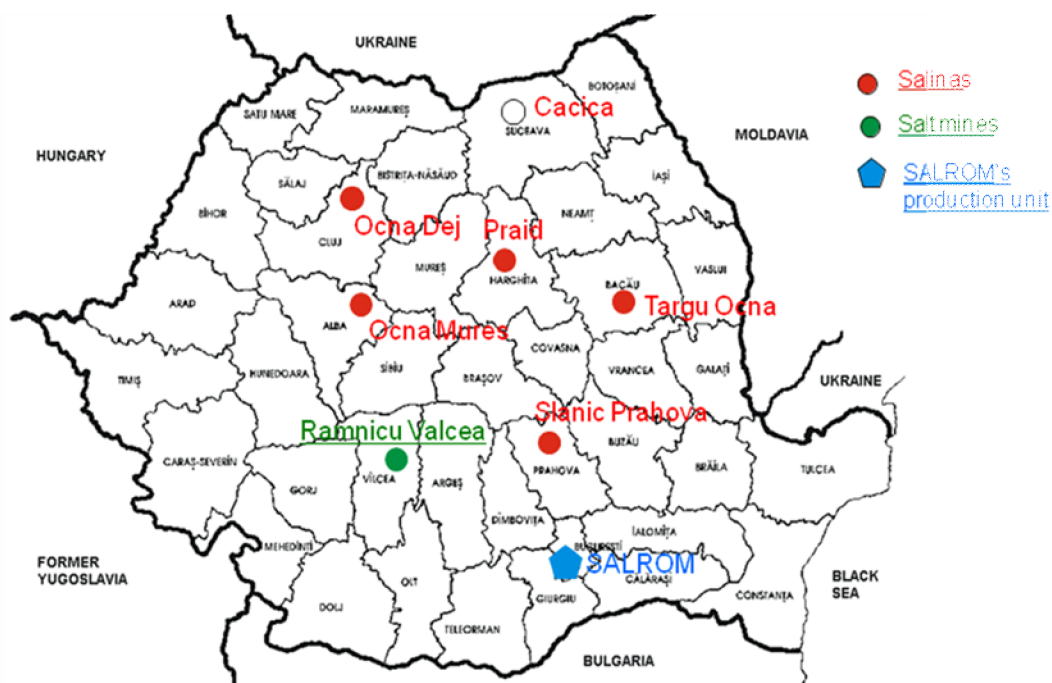 UKRAINE
BOTOȘANI
Salinas
SATU MARE
MARAMUREȘ
Cacica
SUCEAVA
Saltmines
MOLDAVIA
HUNGARY
SĂLAJ
BISTRIȚA-NĂSĂUD
IAȘI
SALROM's
production unit
BIHOR
NEAMȚ
Ocna Dej
Praid
CLUJ
MUREȘ
HARGHITA
VASLUI
BACĂU
ARAD
Targu Ocna
ALBA
Ocna Mures
COVASNA
HUNEDOARA
SIBIU
BRAȘOV
VRANCEA
GALAȚI
TIMIȘ
UKRAINE
Slanic Prahova
Ramnicu Valcea
BUZĂU
CARAȘ-SEVERÎN
PRAHOVA
BRĂILA
TULCEA
VÎLCEA
ARGEȘ
GORJ
DÎMBOVIȚA
IALOMIȚA
MEHEDINȚI
BUCUREȘTI
FORMER
YUGOSLAVIA
SALROM
CĂLĂRAȘI
BLACK
SEA
OLT
GIURGIU
CONSTANȚA
DOLJ
TELEORMAN
BULGARIA